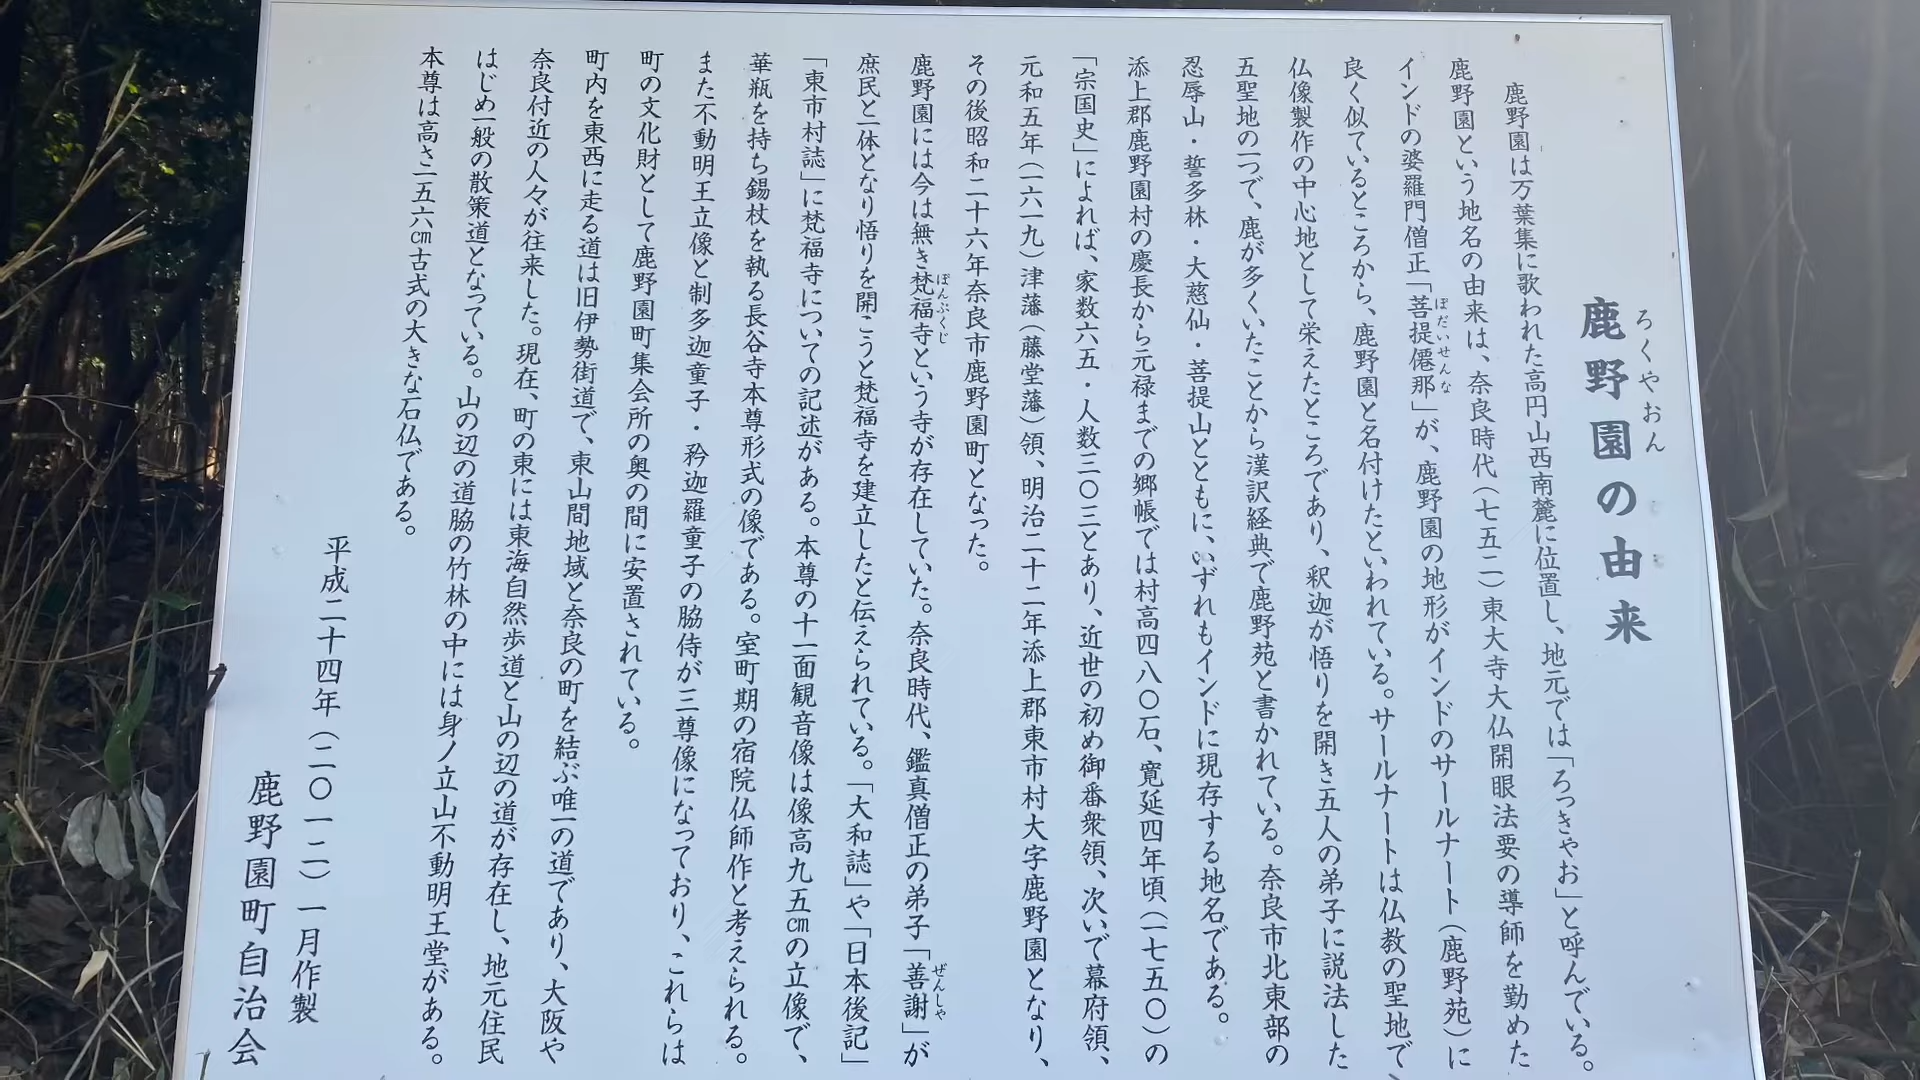 ろくやおん
鹿野園の由来
鹿野園は万葉集に歌われた高円山西南麓に位置し、地元では「ろっきゃお」と呼んでいる。
鹿野園という地名の由来は、奈良時代（七五二）東大寺大仏開眼法要の導師を勤めた
インドの婆羅門僧正「菩提僊那」が、鹿野園の地形がインドのサールナート（鹿野苑）に
ぼだいせんな
良く似ているところから、鹿野園と名付けたといわれている。サールナートは仏教の聖地で、
仏像製作の中心地として栄えたところであり、釈迦が悟りを開き五人の弟子に説法した
五聖地の一つで、鹿が多くいたことから漢訳経典で鹿野苑と書かれている。奈良市北東部の
忍辱山・誓多林・大慈仙・菩提山とともに、いずれもインドに現存する地名である。
添上郡鹿野園村の慶長から元禄までの郷帳では村高四八〇石、寛延四年頃（一七五〇）の
「宗国史」によれば、家数六五・人数三〇三とあり、近世の初め御番衆領、次いで幕府領、
元和五年（一六一九）津藩（藤堂藩）領、明治二十二年添上郡東市村大字鹿野園となり、
その後昭和二十六年奈良市鹿野園町となった。
鹿野園には今は無き梵福寺という寺が存在していた。奈良時代、鑑真僧正の弟子「善謝」が
ぼんぷくじ
ぜんしゃ
庶民と一体となり悟りを開こうと梵福寺を建立したと伝えられている。「大和誌」や「日本後記」
「東市村誌」に梵福寺についての記述がある。本尊の十一面観音像は像高九五㎝の立像で、
華瓶を持ち錫杖を執る長谷寺本尊形式の像である。室町期の宿院仏師作と考えられる。
また不動明王立像と制多迦童子・矜迦羅童子の脇侍が三尊像になっており、これらは
町の文化財として鹿野園町集会所の奥の間に安置されている。
町内を東西に走る道は旧伊勢街道で、東山間地域と奈良の町を結ぶ唯一の道であり、大阪や
奈良付近の人々が往来した。現在、町の東には東海自然歩道と山の辺の道が存在し、地元住民
はじめ一般の散策道となっている。山の辺の道脇の竹林の中には身ノ立山不動明王堂がある。
本尊は高さ二五六㎝古式の大きな石仏である。
平成二十四年（二〇一二）一月作製
鹿野園町自治会